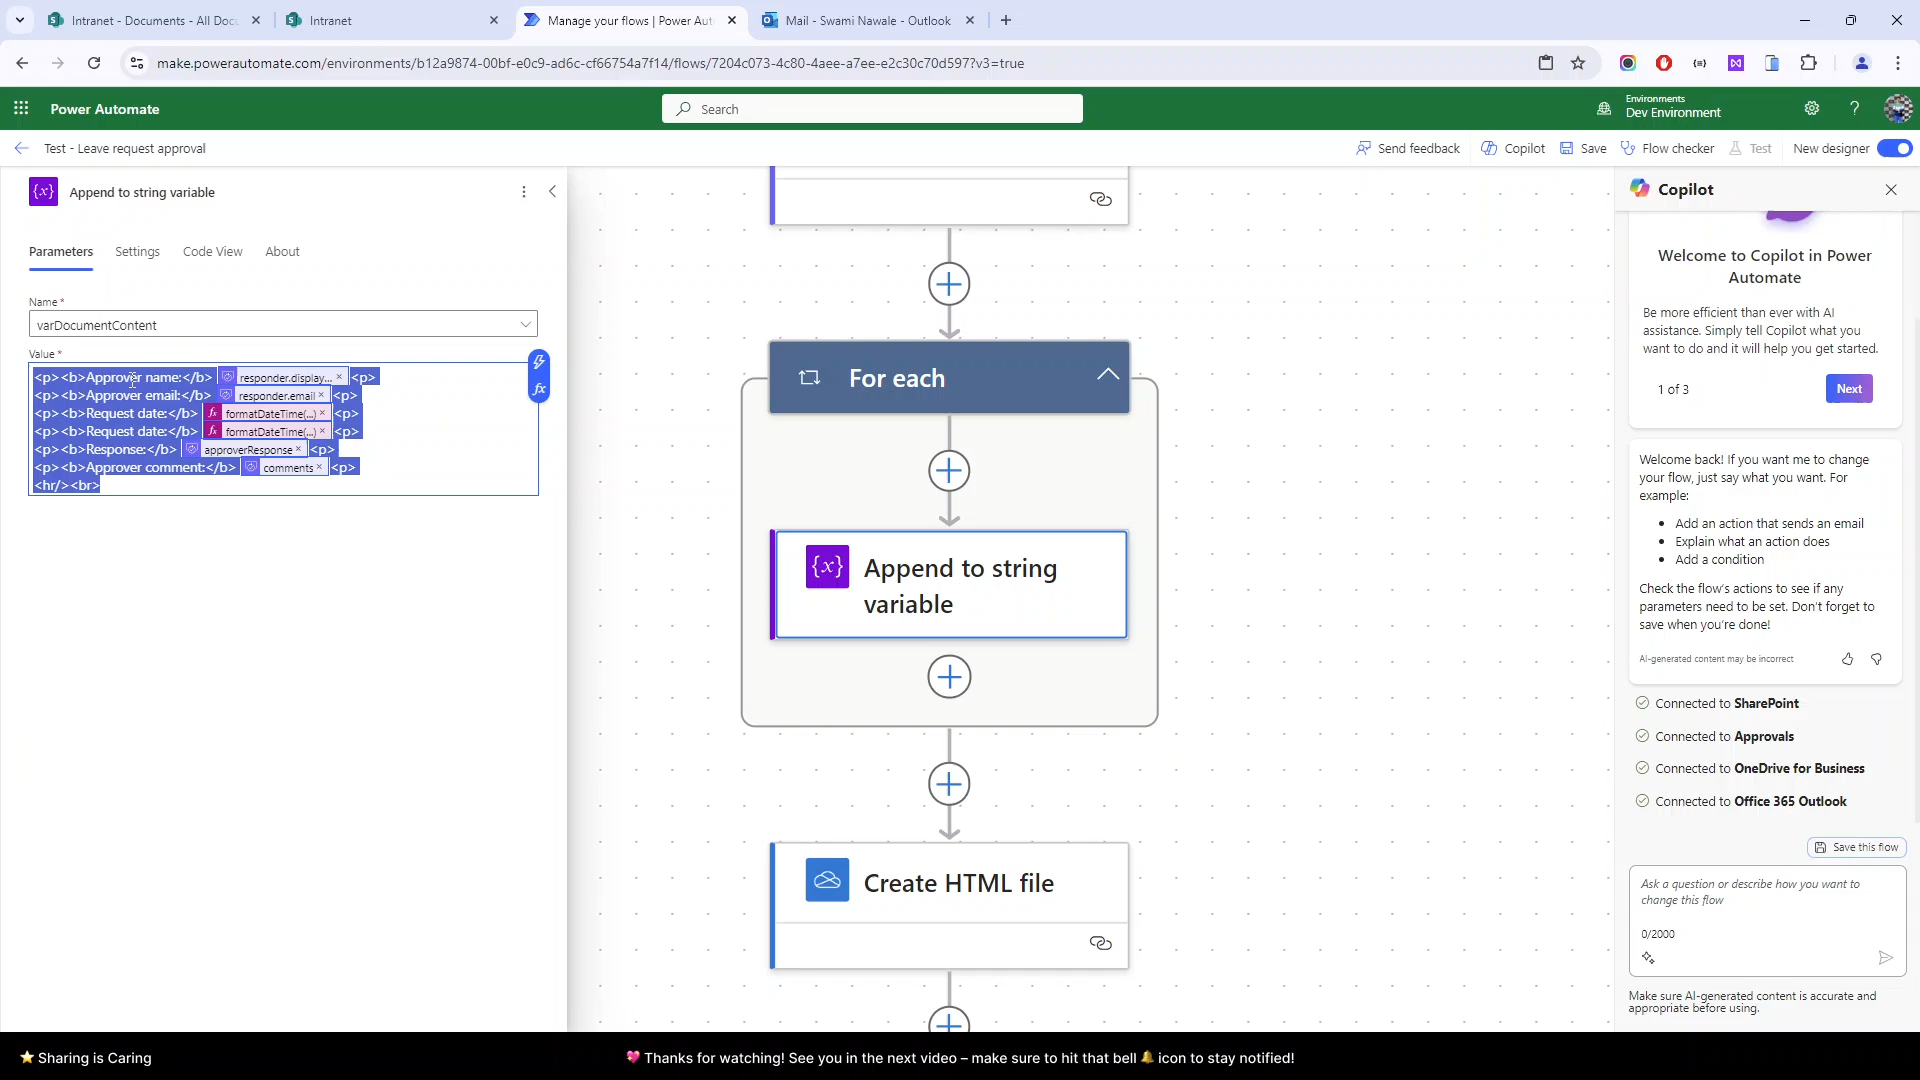 Intranet - Documents - All Docu
Intranet
Manage your flows | Power Aut
Mail - Swami Nawale - Outlook
make.powerautomate.com/environments/b12a9874-00bf-e0c9-ad6c-cf66754a7f14/flows/7204c073-4c80-4aee-a7ee-e2c30c70d597?v3=true
Power Automate
Search
Environments
Dev Environment
Test - Leave request approval
Send feedback
Copilot
Save
Flow checker
Test
New designer
Append to string variable
Parameters
Settings
Code View
About
Name *
varDocumentContent
Value *
<p><b>Approver name:</b> responder.display... × <p>
<p><b>Approver email:</b> responder.email × <p>
<p><b>Request date:</b> fx formatDateTime(...) × <p>
<p><b>Request date:</b> fx formatDateTime(...) × <p>
<p><b>Response:</b> approverResponse × <p>
<p><b>Approver comment:</b> comments × <p>
<hr/><br>
fx
For each
{x} Append to string
variable
Create HTML file
Copilot
Welcome to Copilot in Power
Automate
Be more efficient than ever with AI
assistance. Simply tell Copilot what you
want to do and it will help you get started.
1 of 3
Next
Welcome back! If you want me to change
your flow, just say what you want. For
example:
• Add an action that sends an email
• Explain what an action does
• Add a condition
Check the flow's actions to see if any
parameters need to be set. Don't forget to
save when you're done!
AI-generated content may be incorrect
Connected to SharePoint
Connected to Approvals
Connected to OneDrive for Business
Connected to Office 365 Outlook
Save this flow
Ask a question or describe how you want to
change this flow
0/2000
Make sure AI-generated content is accurate and
appropriate before using.
⭐ Sharing is Caring
💖 Thanks for watching! See you in the next video – make sure to hit that bell 🔔 icon to stay notified!